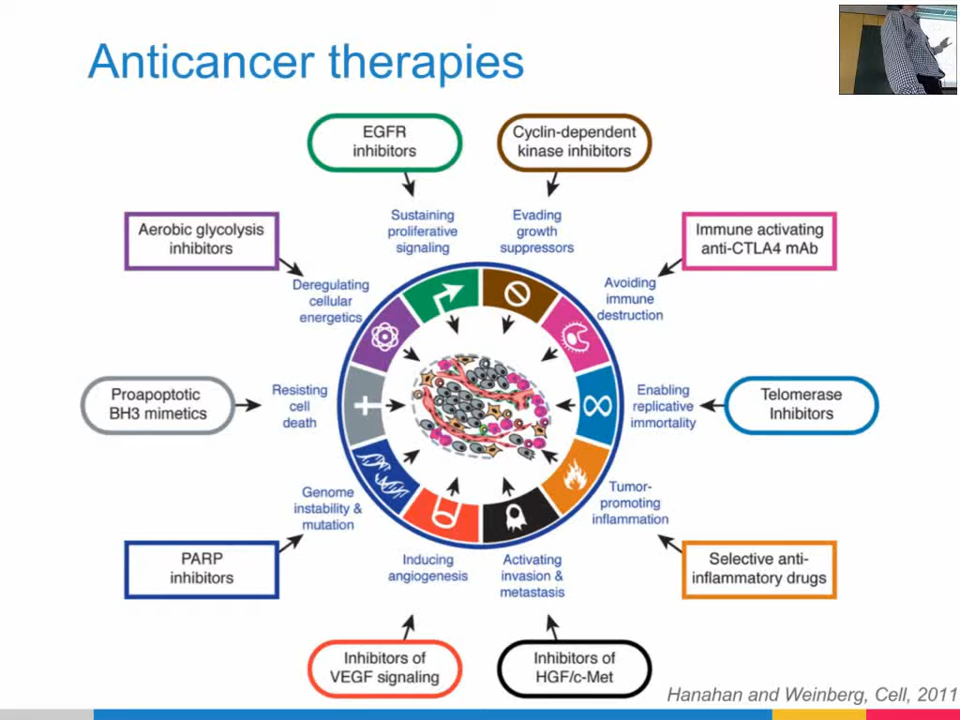 Anticancer therapies
EGFR
inhibitors
Cyclin-dependent
kinase inhibitors
Sustaining
proliferative
signaling
Evading
growth
suppressors
Aerobic glycolysis
inhibitors
Immune activating
anti-CTLA4 mAb
Deregulating
cellular
energetics
Avoiding
immune
destruction
Proapoptotic
BH3 mimetics
Resisting
cell
death
Enabling
replicative
immortality
Telomerase
Inhibitors
Genome
instability &
mutation
Tumor-
promoting
inflammation
PARP
inhibitors
Inducing
angiogenesis
Activating
invasion &
metastasis
Selective anti-
inflammatory drugs
Inhibitors of
VEGF signaling
Inhibitors of
HGF/c-Met
Hanahan and Weinberg, Cell, 2011